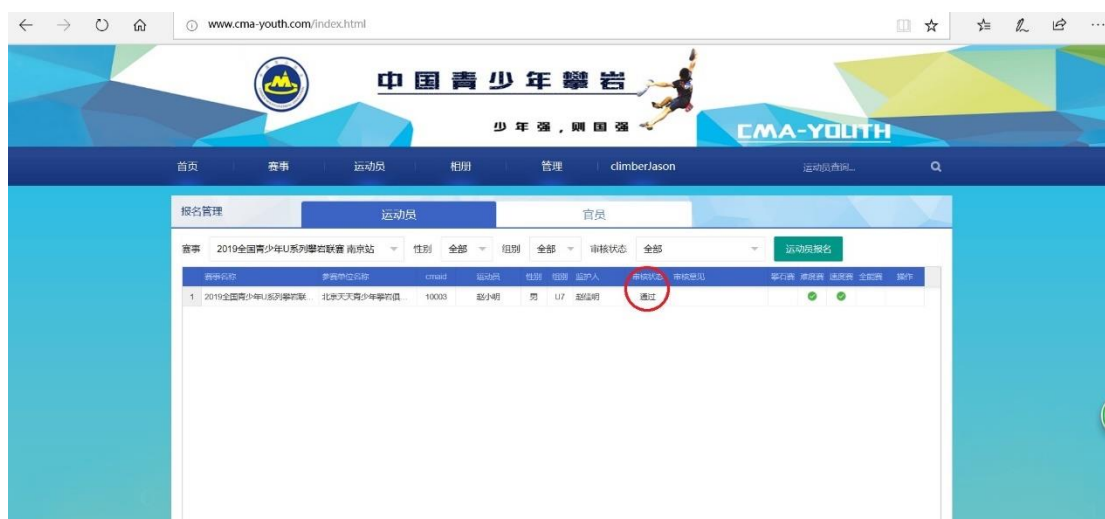 www.cma-youth.com/index.html
中国青少年攀岩
少年强,则国强
CMA-YOUTH
首页 赛事 运动员 相册 管理 climberJason 运动员查询...
报名管理 运动员 官员
赛事 2019全国青少年U系列攀岩联赛 南京站 性别 全部 组别 全部 审核状态 全部 运动员报名
赛事名称 参赛单位名称 cmaid 运动员 性别 组别 监护人 审核状态 审核意见 攀石赛 难度赛 速度赛 全能赛 操作
1 2019全国青少年U系列攀岩联... 北京天天青少年攀岩俱... 10003 赵小明 男 U7 通过